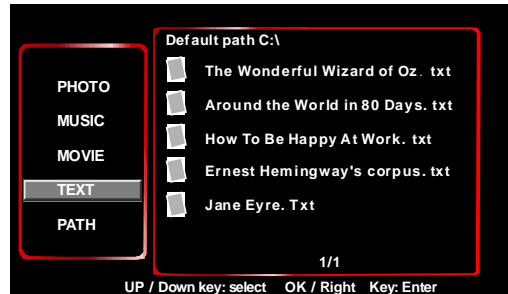 Default path C:\
The Wonderful Wizard of Oz. txt
Around the World in 80 Days. txt
How To Be Happy At Work. txt
Ernest Hemingway's corpus. txt
Jane Eyre. Txt
1/1
PHOTO
MUSIC
MOVIE
TEXT
PATH
UP / Down key: select OK / Right Key: Enter